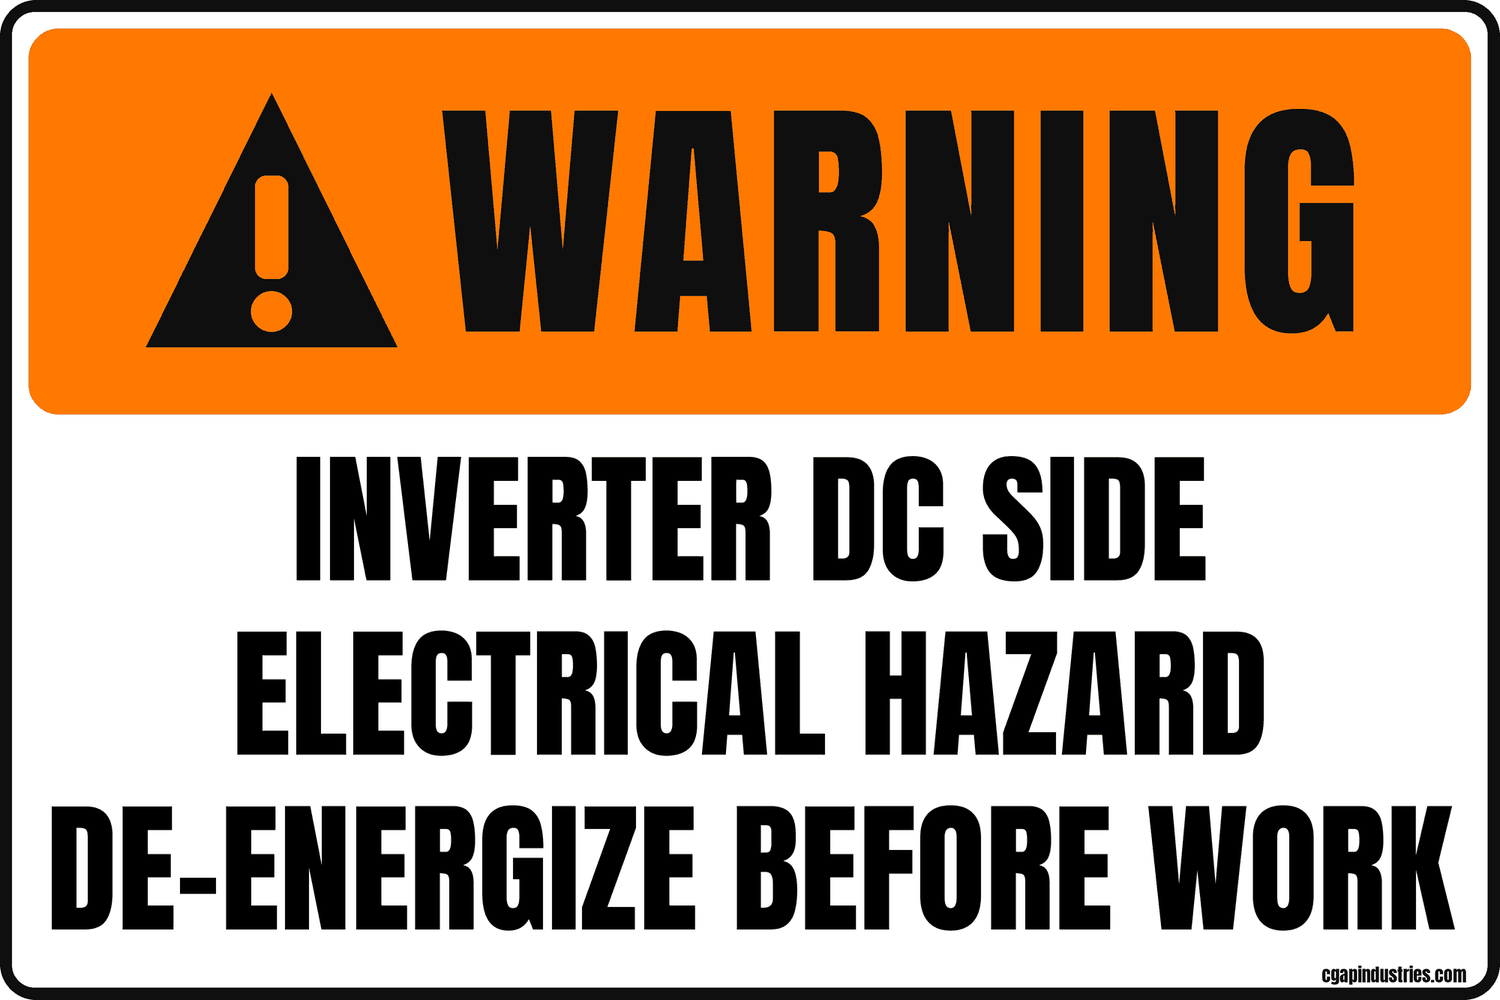 WARNING
INVERTER DC SIDE
ELECTRICAL HAZARD
DE-ENERGIZE BEFORE WORK
cgapindustries.com